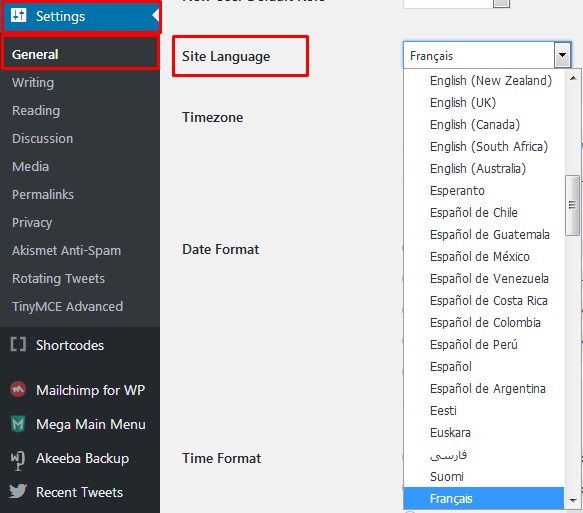 Settings
General
Writing
Reading
Discussion
Media
Permalinks
Privacy
Akismet Anti-Spam
Rotating Tweets
TinyMCE Advanced
Shortcodes
Mailchimp for WP
Mega Main Menu
Akeeba Backup
Recent Tweets
Site Language
Timezone
Date Format
Time Format
Français
English (New Zealand)
English (UK)
English (Canada)
English (South Africa)
English (Australia)
Esperanto
Español de Chile
Español de Guatemala
Español de México
Español de Venezuela
Español de Costa Rica
Español de Colombia
Español de Perú
Español
Español de Argentina
Eesti
Euskara
فارسی
Suomi
Français